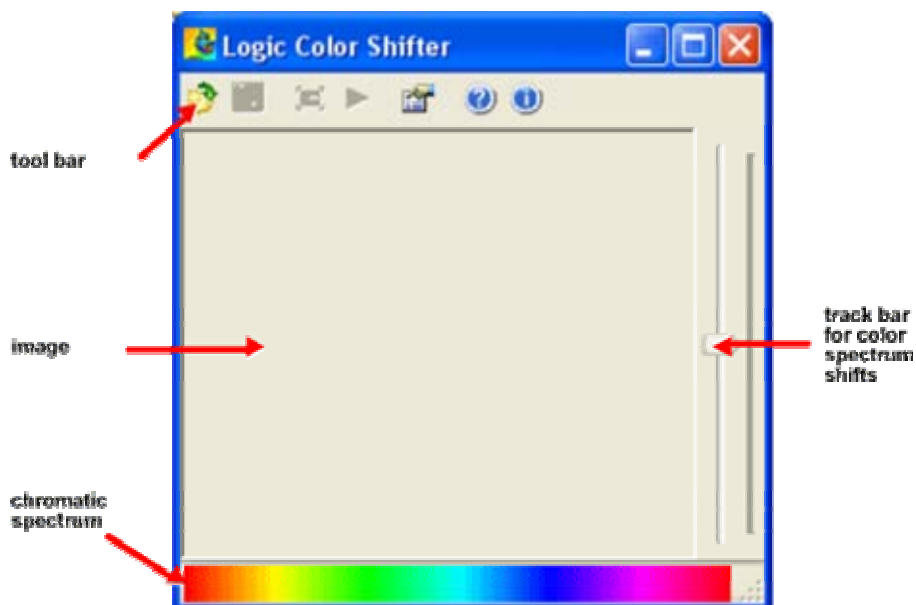 Logic Color Shifter
tool bar
image
track bar
for color
spectrum
shifts
chromatic
spectrum